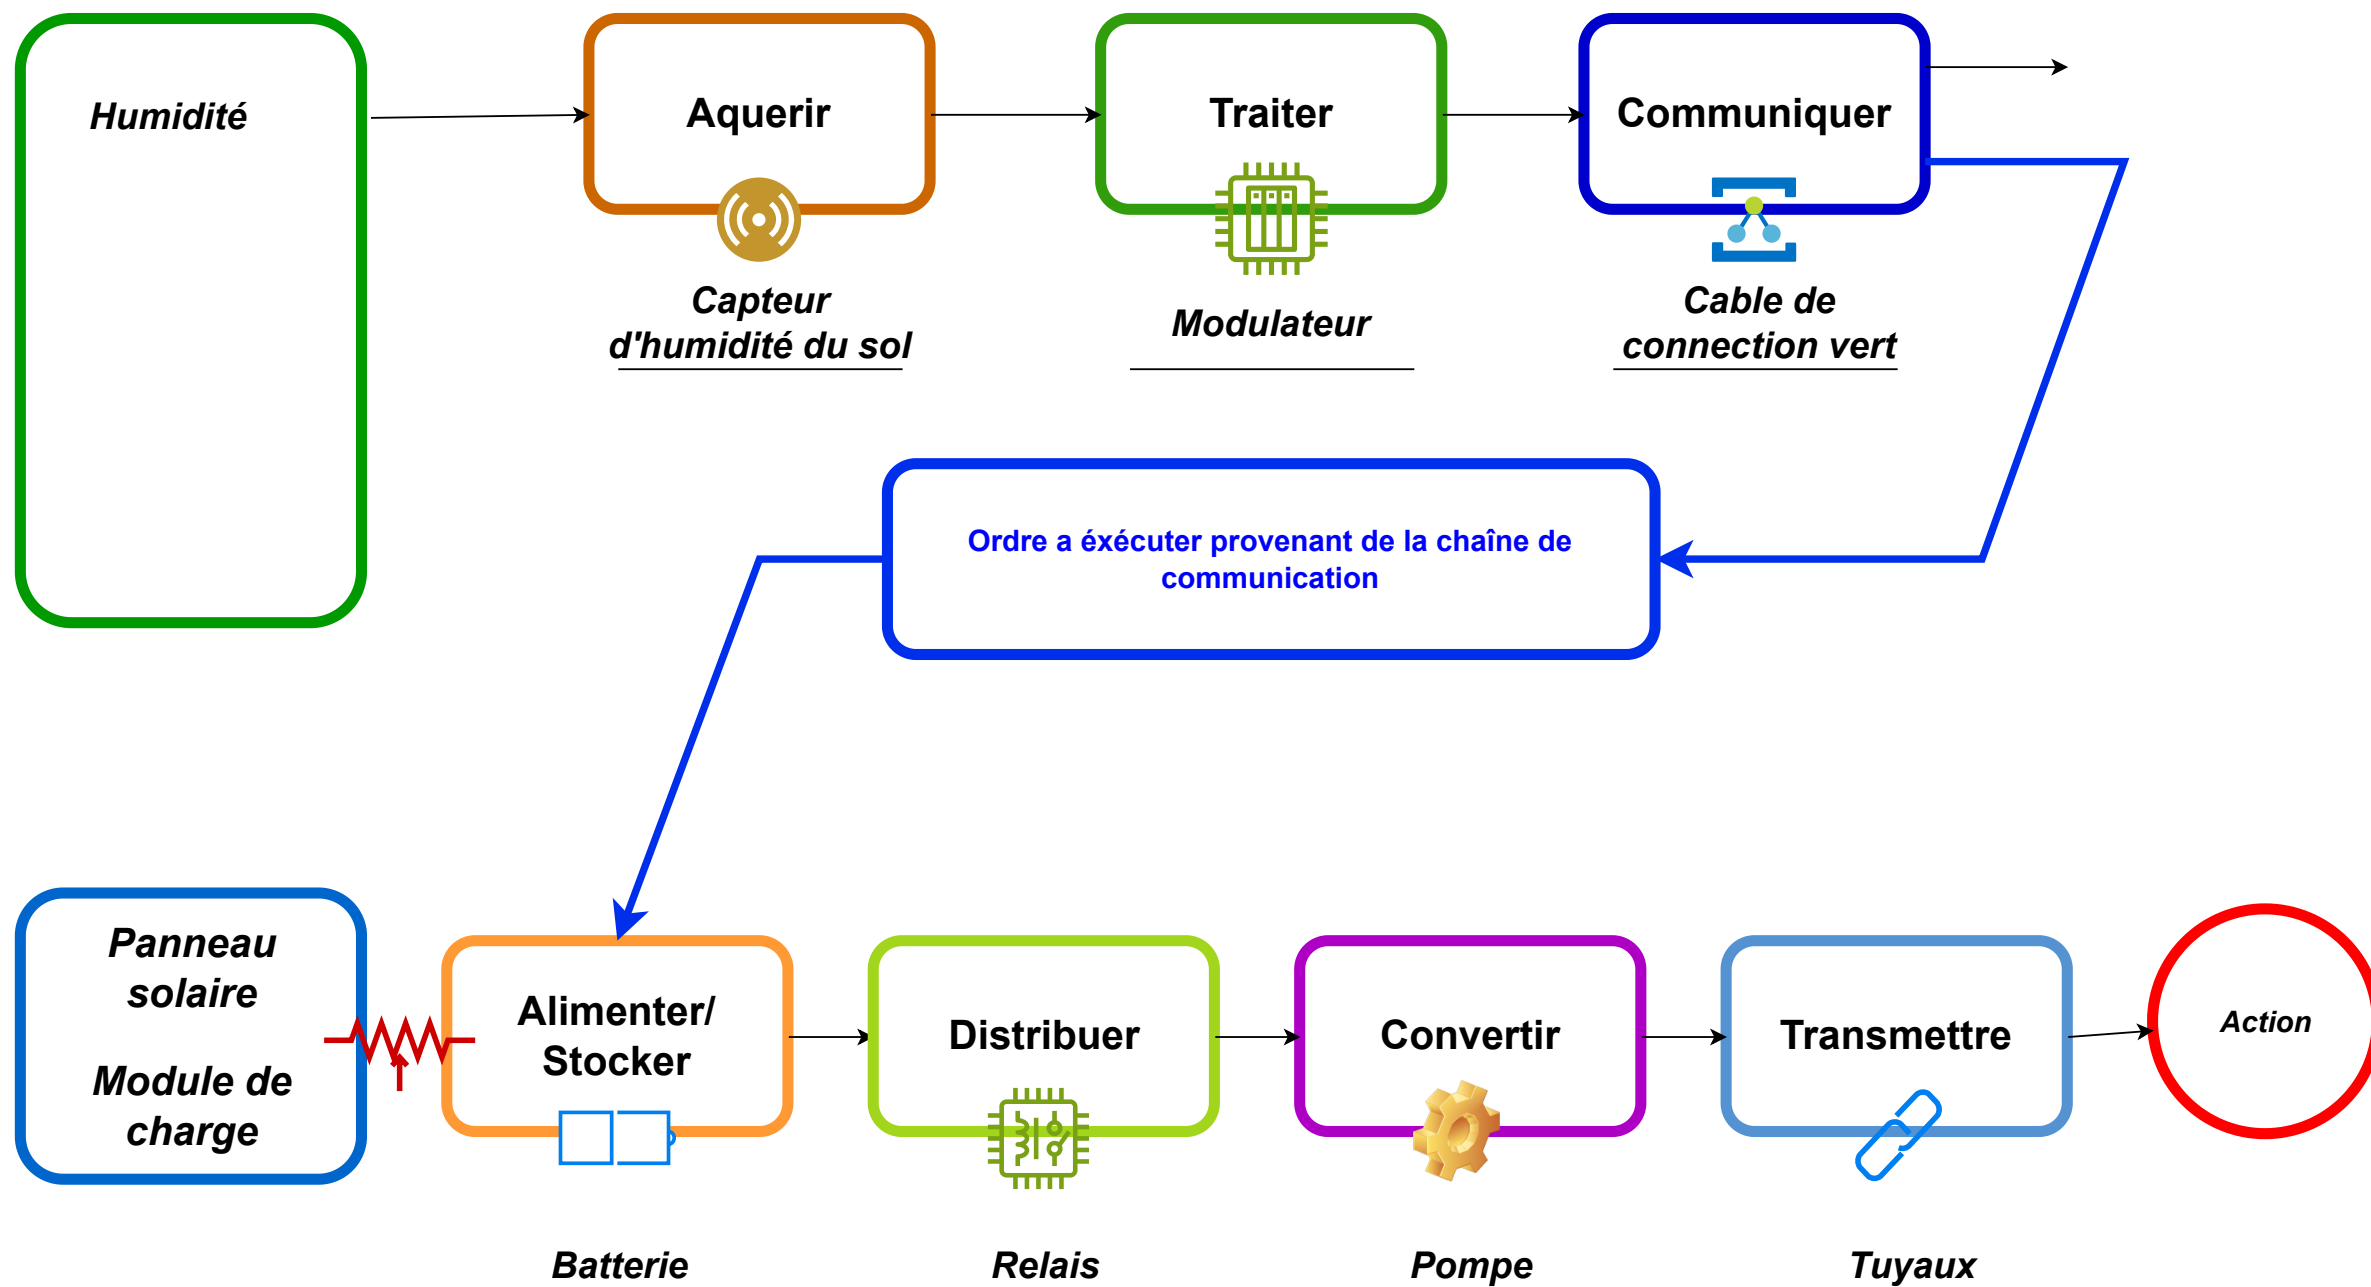 Humidité
Aquerir
Traiter
Communiquer
Capteur
d'humidité du sol
Modulateur
Cable de
connection vert
Ordre a éxécuter provenant de la chaîne de
communication
Panneau
solaire
Module de
charge
Alimenter/
Stocker
Distribuer
Convertir
Transmettre
Action
Batterie
Relais
Pompe
Tuyaux